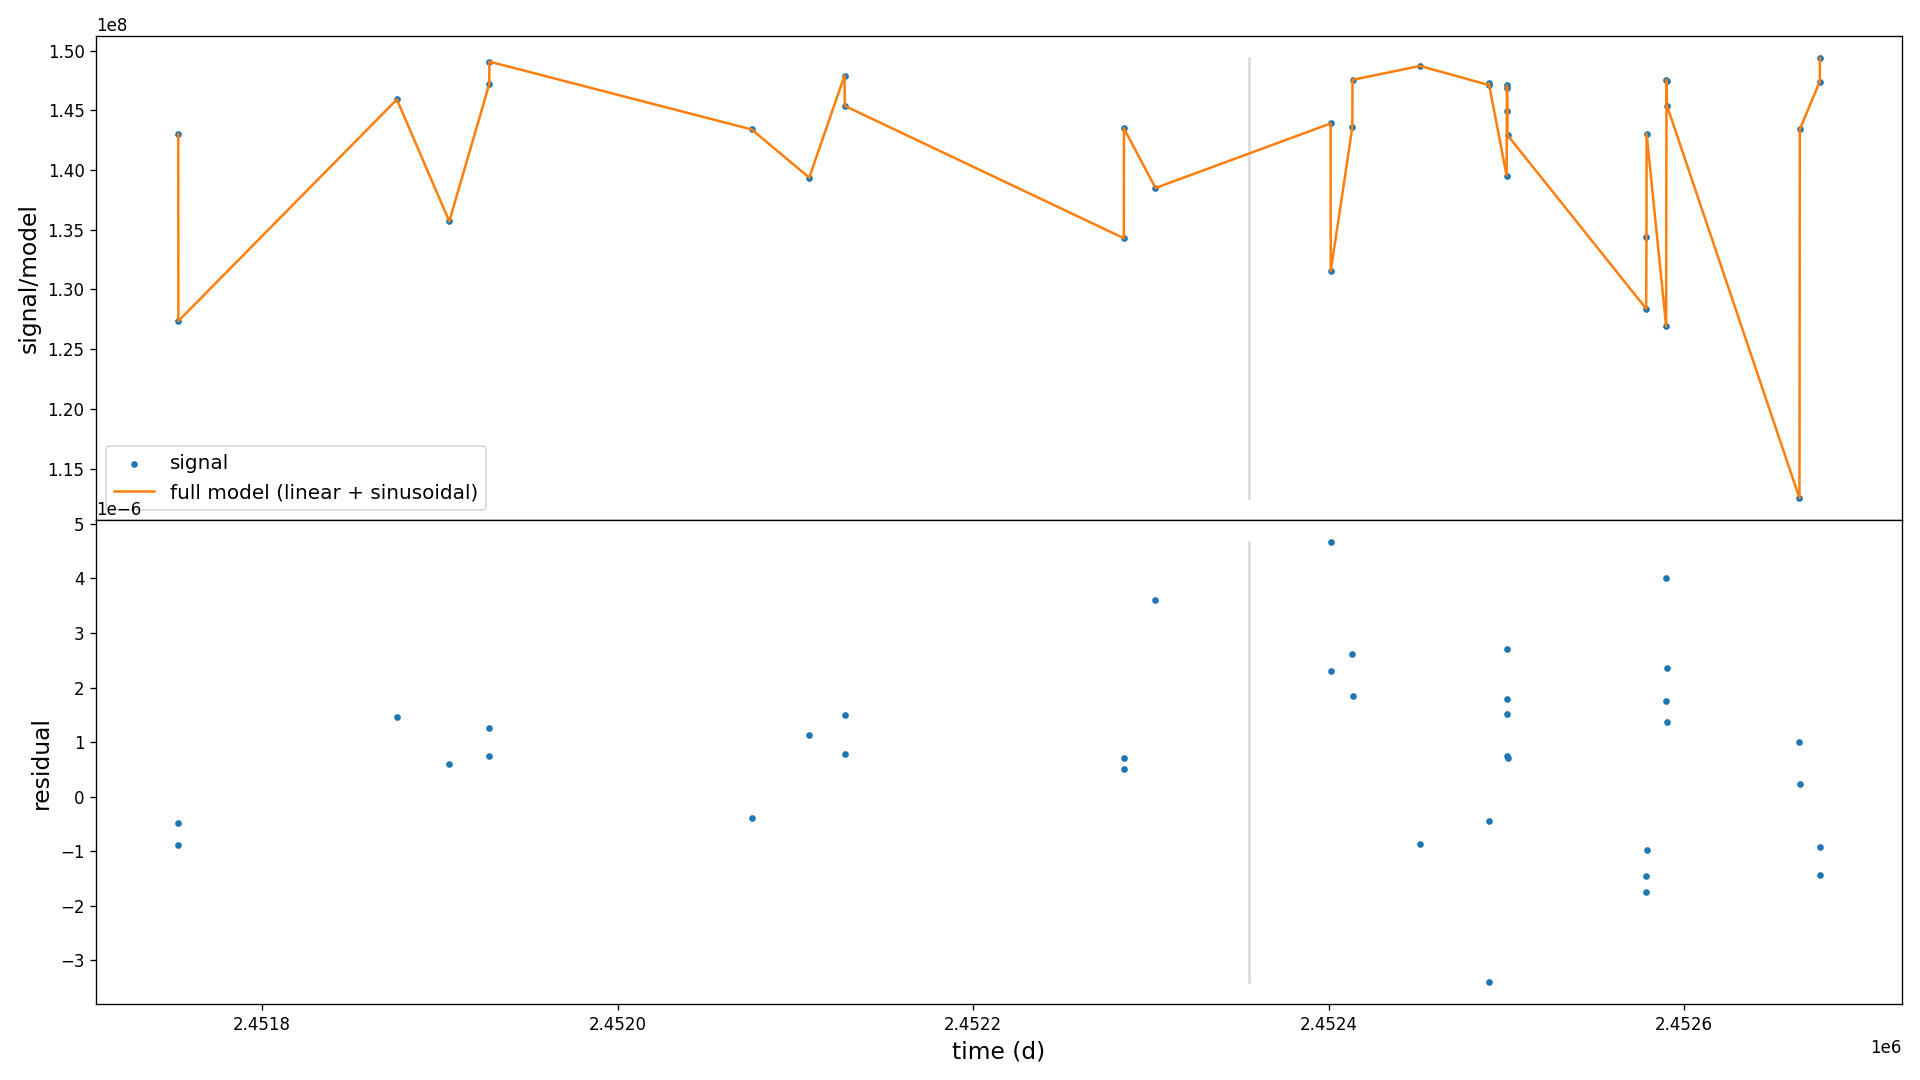 1e8
1.50
1.45
1.40
1.35
1.30
1.25
1.20
1.15
signal/model
signal
full model (linear + sinusoidal)
1e−6
5
4
3
2
1
0
−1
−2
−3
residual
2.4518
2.4520
2.4522
2.4524
2.4526
time (d)
1e6